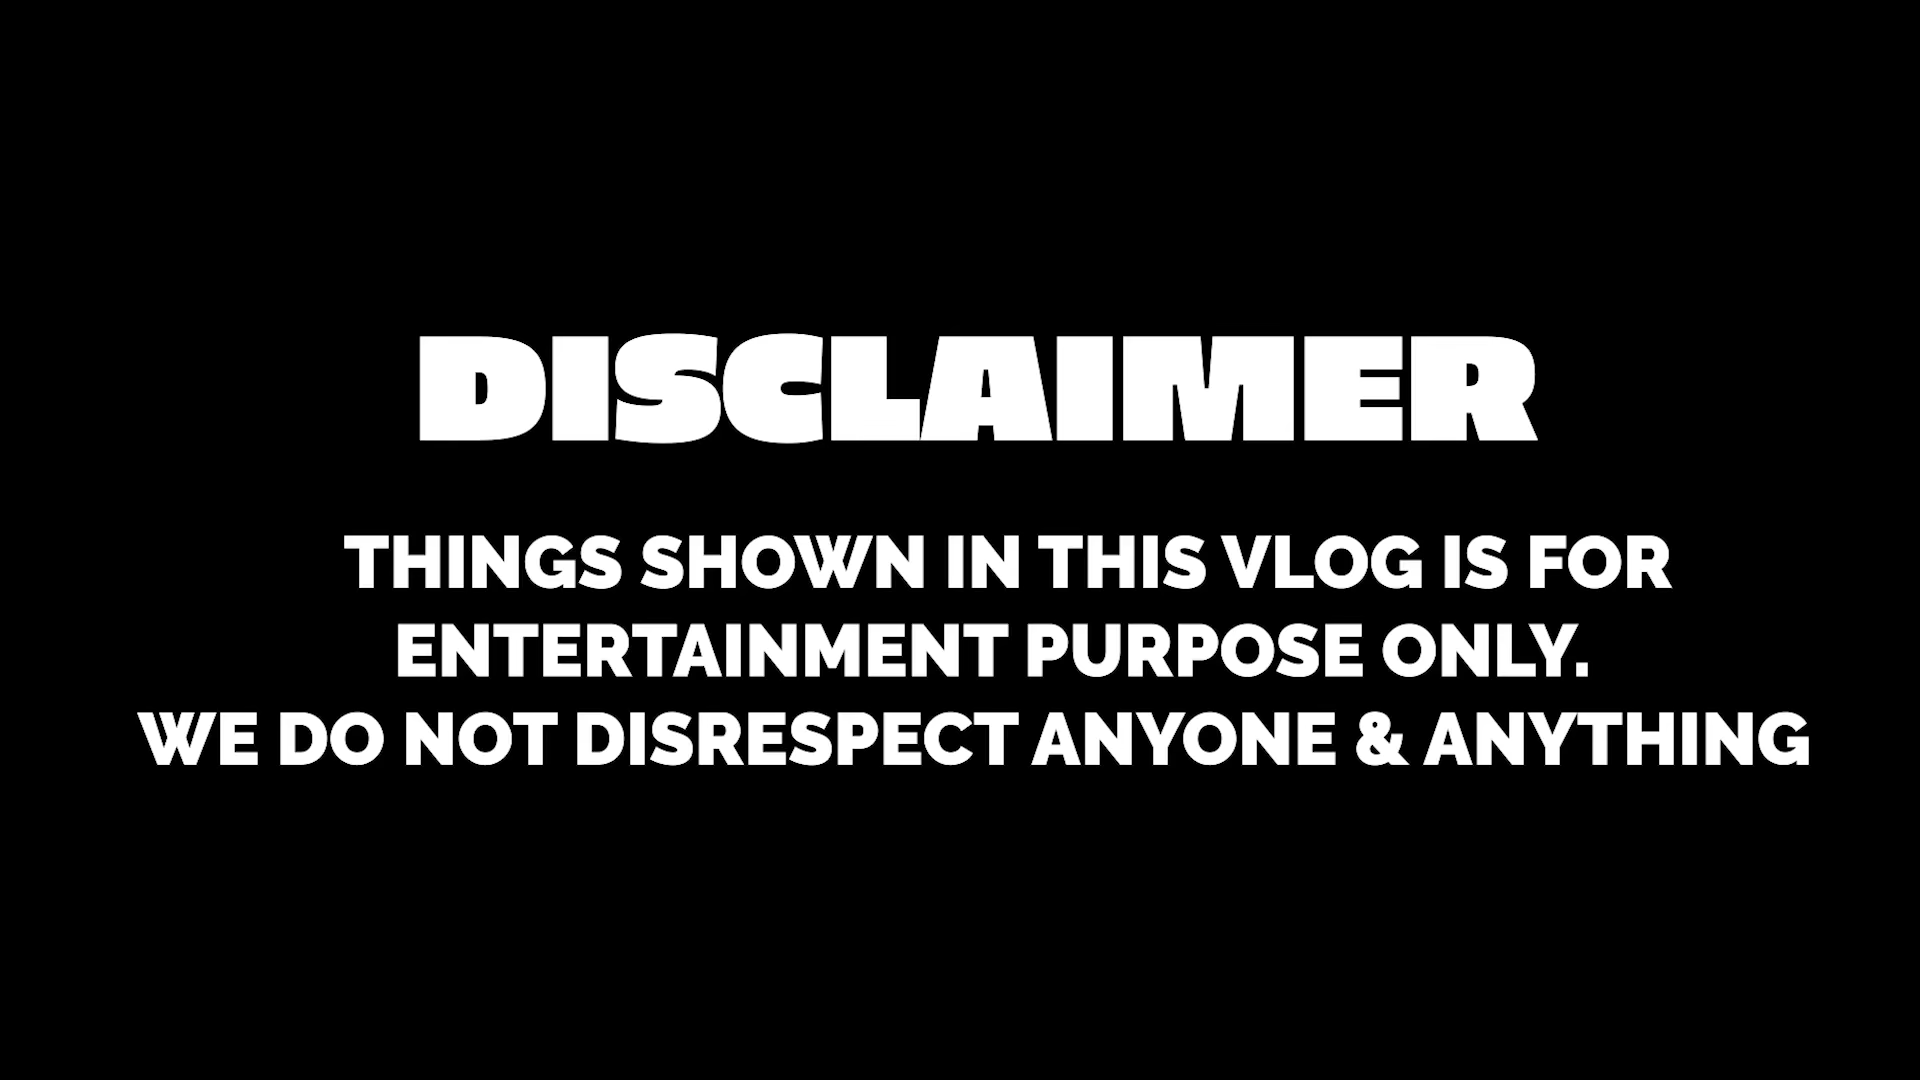 DISCLAIMER
THINGS SHOWN IN THIS VLOG IS FOR
ENTERTAINMENT PURPOSE ONLY.
WE DO NOT DISRESPECT ANYONE & ANYTHING